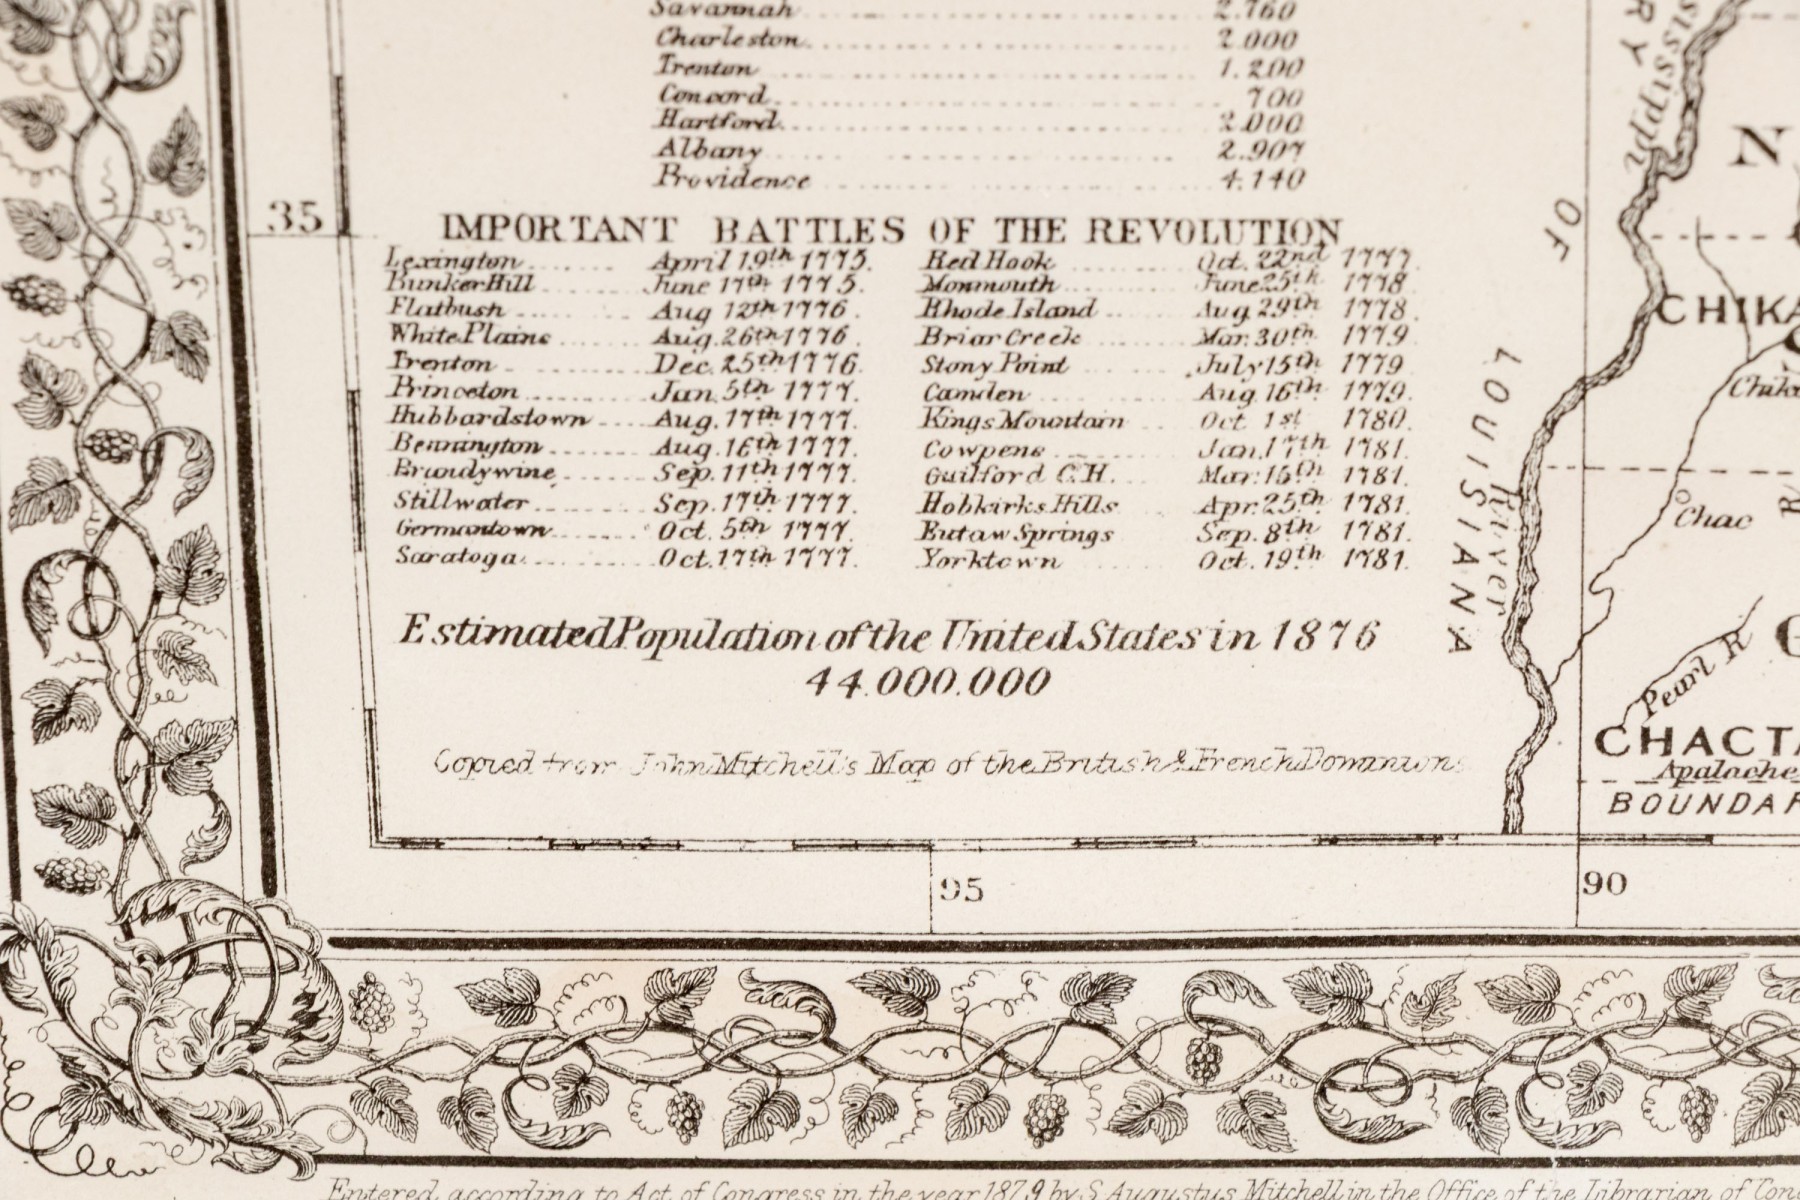 Savannah 2.760
Charleston 2.000
Trenton 1.200
Concord 700
Hartford 2.000
Albany 2.907
Providence 4.140
35
IMPORTANT BATTLES OF THE REVOLUTION
Lexington April 19th 1775. Red Hook Oct. 22nd 1777.
Bunker Hill June 17th 1775. Monmouth June 25th 1778
Flatbush Aug 12th 1776. Rhode Island Aug 29th 1778.
White Plains Aug. 26th 1776. Briar Creek Mar. 30th 1779
Trenton Dec. 25th 1776. Stony Point July 15th 1779
Princeton Jan. 5th 1777. Camden Aug. 16th 1779.
Hubbardstown Aug. 17th 1777. Kings Mountain Oct 1st 1780.
Bennington Aug. 16th 1777. Cowpens Jan. 17th 1781.
Brandywine Sep. 11th 1777. Guilford C.H. Mar. 15th 1781.
Stillwater Sep. 17th 1777. Hobkirks Hills Apr. 25th 1781.
Germantown Oct. 5th 1777. Eutaw Springs Sep. 8th 1781.
Saratoga Oct. 17th 1777. Yorktown Oct. 19th 1781.
Estimated Population of the United States in 1876
44.000.000
Copied from John Mitchell's Map of the British & French Dominions
RY
OF
LOUISIANA
Mississippi
River
N
CHIKA
Chika
Chac
R
G
Pearl R
CHACTA
Apalache
BOUNDAR
95
90
Entered according to Act of Congress in the year 1879 by S Augustus Mitchell in the Office of the Librarian of Con